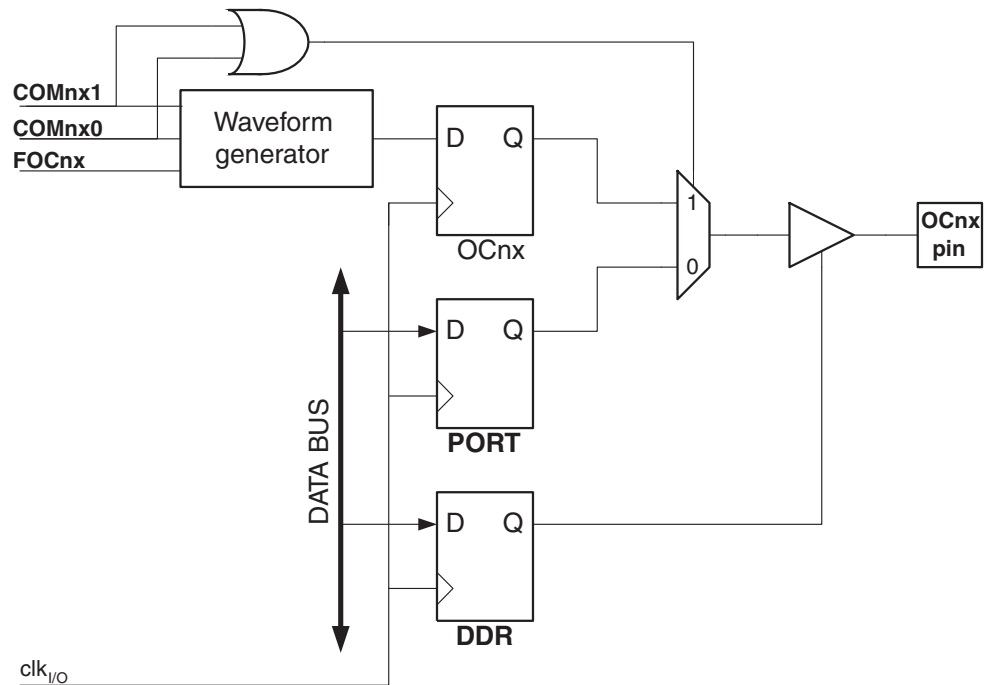 COMnx1
COMnx0
FOCnx
Waveform
generator
D Q
OCnx
1
0
OCnx
pin
D Q
PORT
DATA BUS
D Q
DDR
clkI/O